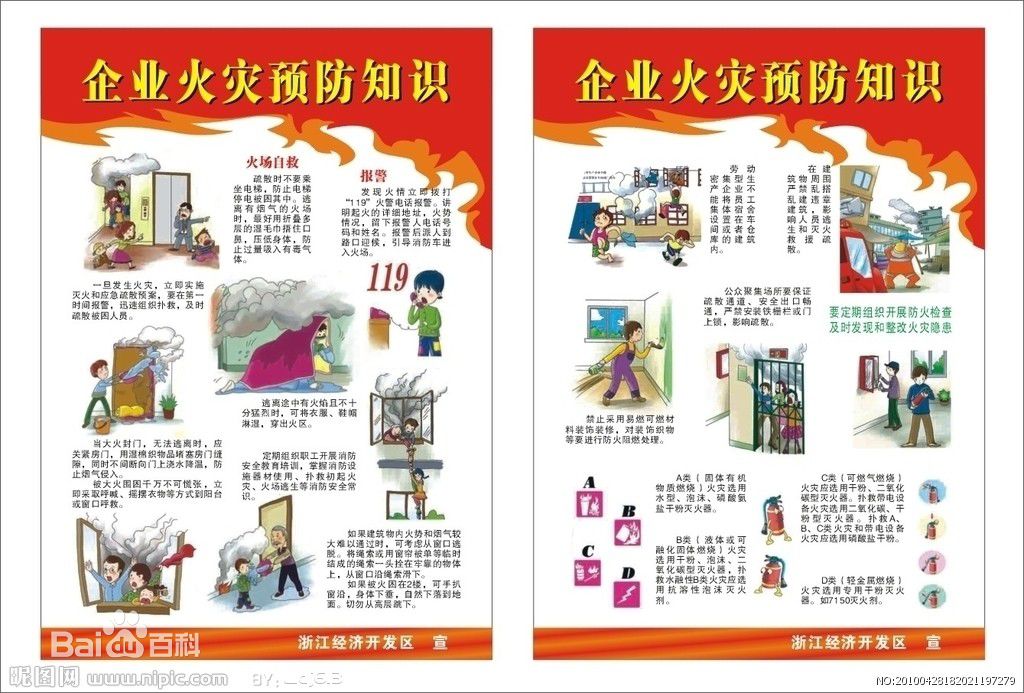 企业火灾预防知识
火场自救
疏散时不要乘
坐电梯，防止电梯
停电被困其中。逃
离有烟气的火场
时，最好用折叠多
层的湿毛巾捂住口
鼻，压低身体，防
止过量吸入有毒气
体。
报警
发现火情立即拨打
“119”火警电话报警。讲
明起火的详细地址，火势
情况，留下报警人电话号
码和姓名。报警后派人到
路口迎候，引导消防车进
入火场。
119
一旦发生火灾，立即实施
灭火和应急疏散预案，要在第一
时间报警，迅速组织扑救，及时
疏散被困人员。
逃离途中有火焰且不十
分猛烈时，可将衣服、鞋帽
淋湿，穿出火区。
当大火封门，无法逃离时，应
关紧房门，用湿棉织物品堵塞房门缝
隙，同时不间断向门上浇水降温，防
止烟气侵入。
被大火围困千万不可慌张，立
即采取呼喊、摇摆衣物等方式到阳台
或窗口呼救。
定期组织职工开展消防
安全教育培训，掌握消防设
施器材使用、扑救初起火
灾、火场逃生等消防安全常
识。
如果建筑物内火势和烟气较
大难以通过时，可考虑从窗口逃
脱。将绳索或用窗帘被单等临时
结成的绳索一头拴在牢靠的物体
上，从窗口沿绳索滑下。
如果被火困在2楼，可手扒
窗沿，身体下垂，自然下落到地
面。切勿从高层跳下。
浙江经济开发区 宣
企业火灾预防知识
劳动
密集型生
产企业不
能将员工
集体宿舍
设置在车
间或者仓
库的建筑
内。
在建
筑物周围
严禁乱搭
乱建违章
建筑，影
响人员逃
生和灭火
救援疏
散。
公众聚集场所要保证
疏散通道、安全出口畅
通，严禁安装铁栅栏或门
上锁，影响疏散。
要定期组织开展防火检查
及时发现和整改火灾隐患
禁止采用易燃可燃材
料装饰装修，对装饰织物
等要进行防火阻燃处理。
A
B
C
D
A类（固体有机
物质燃烧）火灾选用
水型、泡沫、磷酸氨
盐干粉灭火器。
B类（液体或可
融化固体燃烧）火灾
选用干粉、泡沫、二
氧化碳型灭火器，扑
救水融性B类火灾应选
用抗溶性泡沫灭火
剂。
C类（可燃气燃烧）
火灾应选用干粉、二氧化
碳型灭火器。扑救带电设
备火灾选用二氧化碳、干
粉型灭火器。扑救A、
B、C类火灾和带电设备
火灾应选用磷酸盐干粉。
D类（轻金属燃烧）
火灾选用专用干粉灭火
器。如7150灭火剂。
浙江经济开发区 宣
Bai 百科
昵图网 www.nipic.com
NO:20100428182021197279